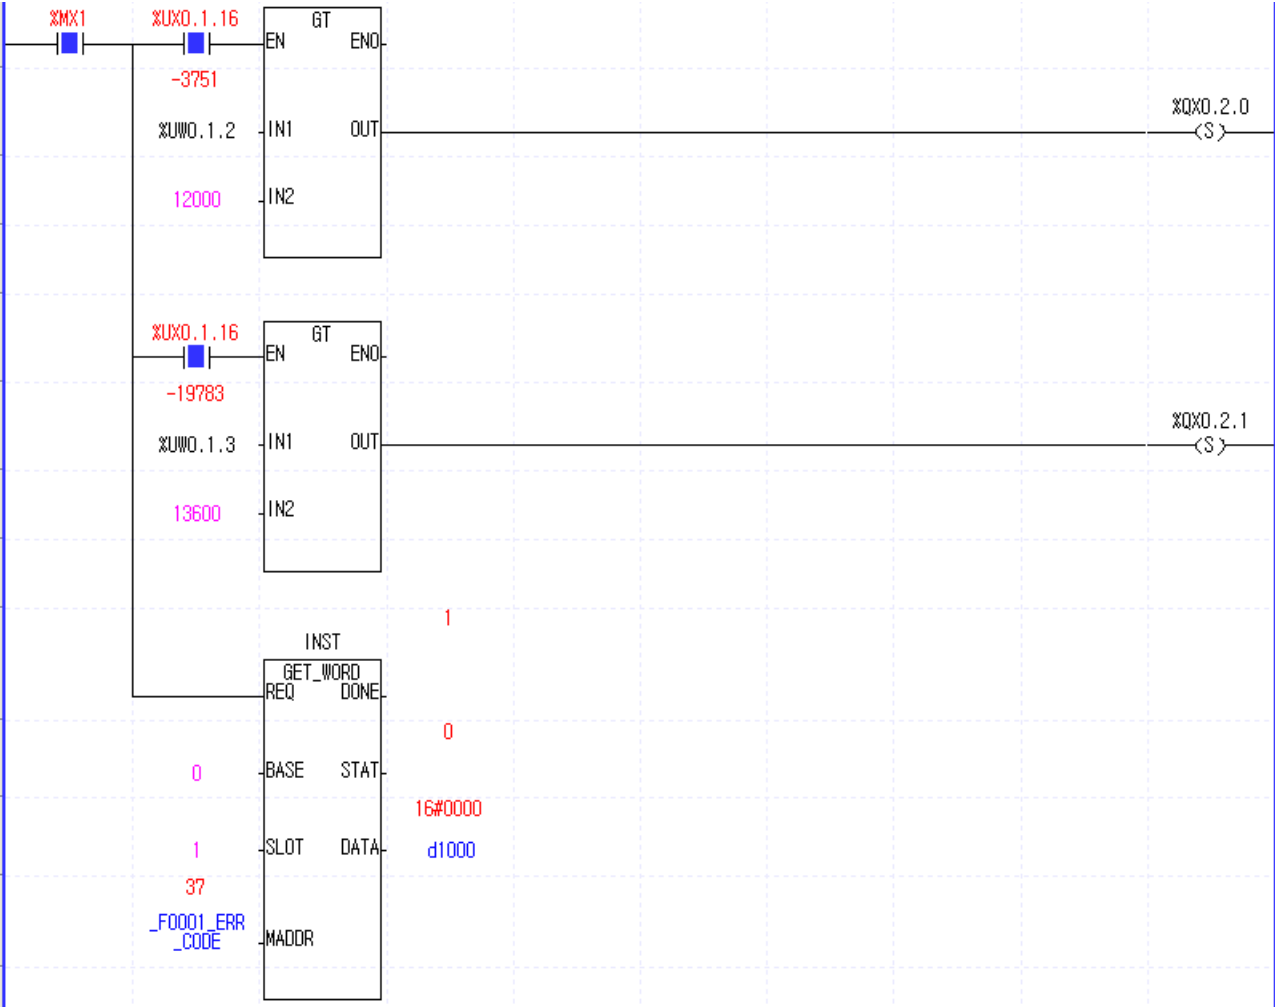 %MX1
%UX0.1.16
GT
EN
ENO
-3751
%QX0.2.0
%UW0.1.2
IN1
OUT
(S)
12000
IN2
%UX0.1.16
GT
EN
ENO
-19783
%QX0.2.1
%UW0.1.3
IN1
OUT
(S)
13600
IN2
1
INST
GET_WORD
REQ
DONE
0
0
BASE
STAT
16#0000
1
SLOT
DATA
d1000
37
_F0001_ERR
_CODE
MADDR